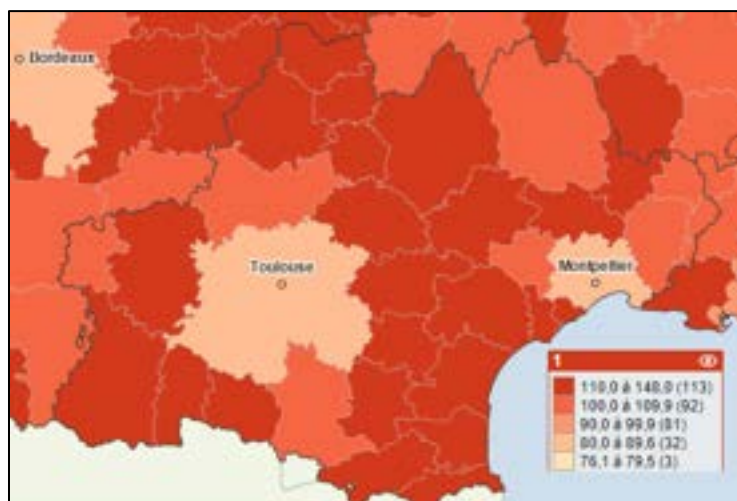 Bordeaux
Toulouse
Montpellier
1
110,0 à 148,0 (113)
100,0 à 109,9 (92)
90,0 à 99,9 (81)
80,0 à 89,6 (32)
76,1 à 79,5 (3)